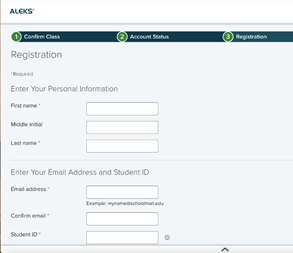 ALEKS®
1 Confirm Class 2 Account Status 3 Registration
Registration
*Required
Enter Your Personal Information
First name *
Middle initial
Last name *
Enter Your Email Address and Student ID
Email address *
Example: myname@schoolmail.edu
Confirm email *
Student ID *